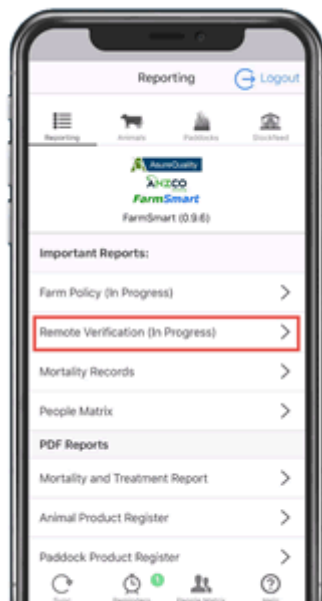 Reporting
Logout
Reporting
Animals
Paddocks
Stockfeed
AsureQuality
ANZCO
FarmSmart
FarmSmart (0.9.6)
Important Reports:
Farm Policy (In Progress)
Remote Verification (In Progress)
Mortality Records
People Matrix
PDF Reports
Mortality and Treatment Report
Animal Product Register
Paddock Product Register
1
Sync
Reminders
People Matrix
Help